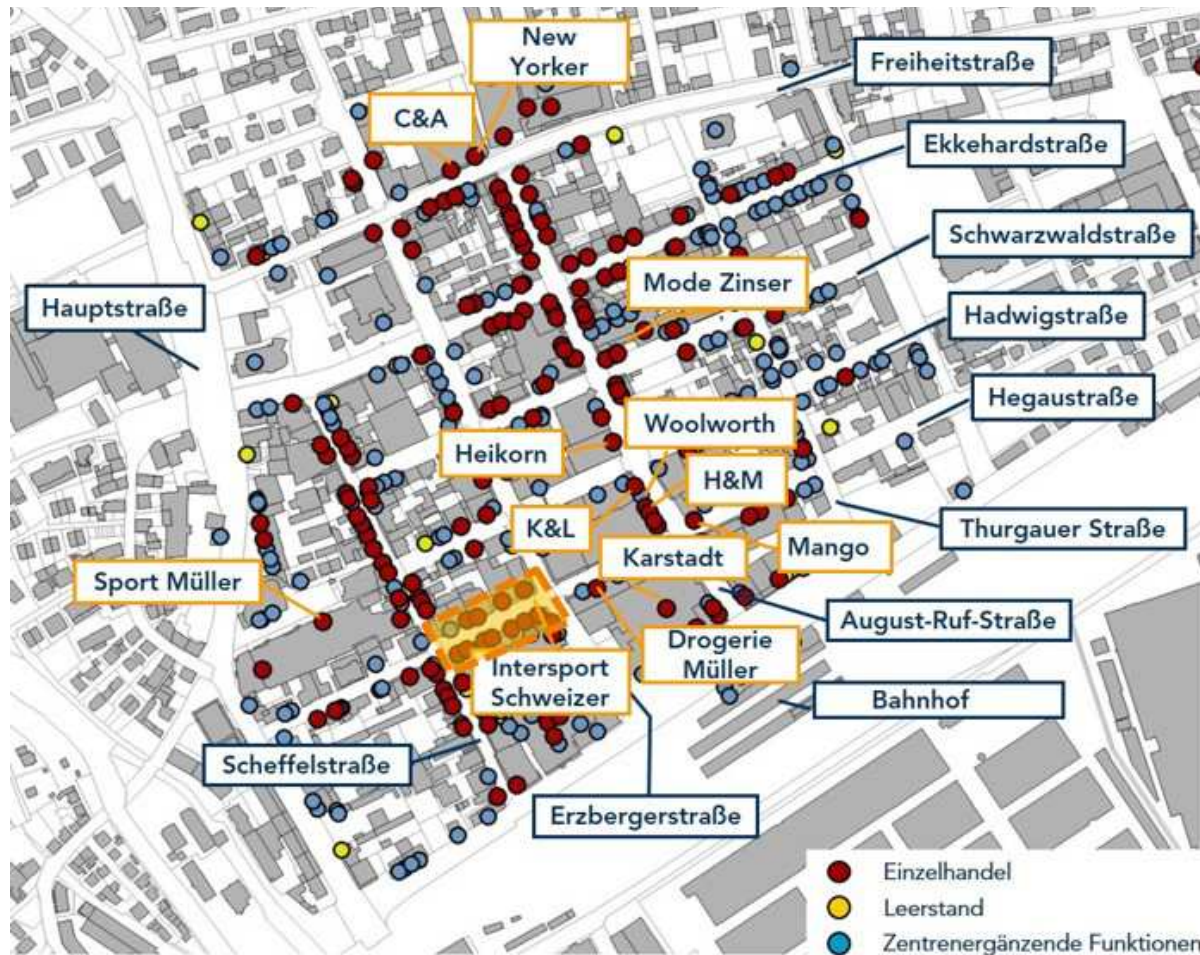 New
Yorker
Freiheitstraße
C&A
Ekkehardstraße
Schwarzwaldstraße
Mode Zinser
Hauptstraße
Hadwigstraße
Hegaustraße
Woolworth
Heikorn
H&M
K&L
Thurgauer Straße
Karstadt
Mango
Sport Müller
August-Ruf-Straße
Drogerie
Müller
Intersport
Schweizer
Bahnhof
Scheffelstraße
Erzbergerstraße
Einzelhandel
Leerstand
Zentrenergänzende Funktionen